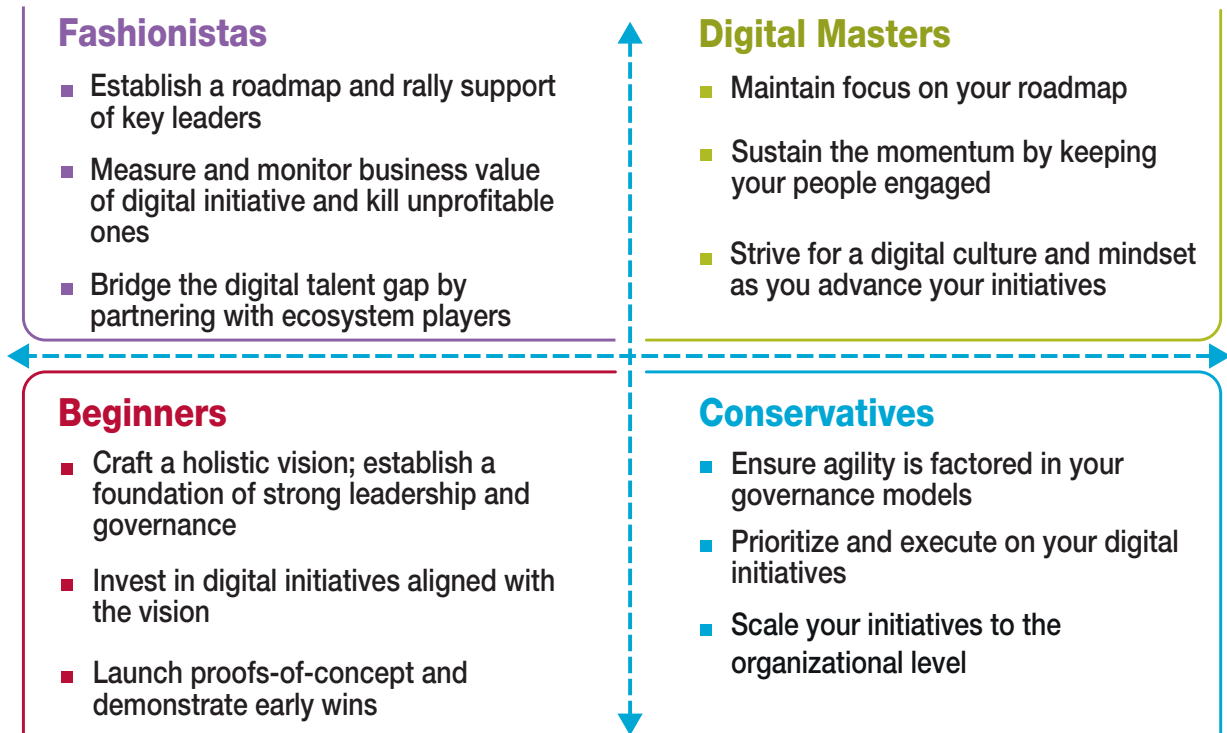 Fashionistas
Establish a roadmap and rally support
of key leaders
Measure and monitor business value
of digital initiative and kill unprofitable
ones
Bridge the digital talent gap by
partnering with ecosystem players
Digital Masters
Maintain focus on your roadmap
Sustain the momentum by keeping
your people engaged
Strive for a digital culture and mindset
as you advance your initiatives
Beginners
Craft a holistic vision; establish a
foundation of strong leadership and
governance
Invest in digital initiatives aligned with
the vision
Launch proofs-of-concept and
demonstrate early wins
Conservatives
Ensure agility is factored in your
governance models
Prioritize and execute on your digital
initiatives
Scale your initiatives to the
organizational level